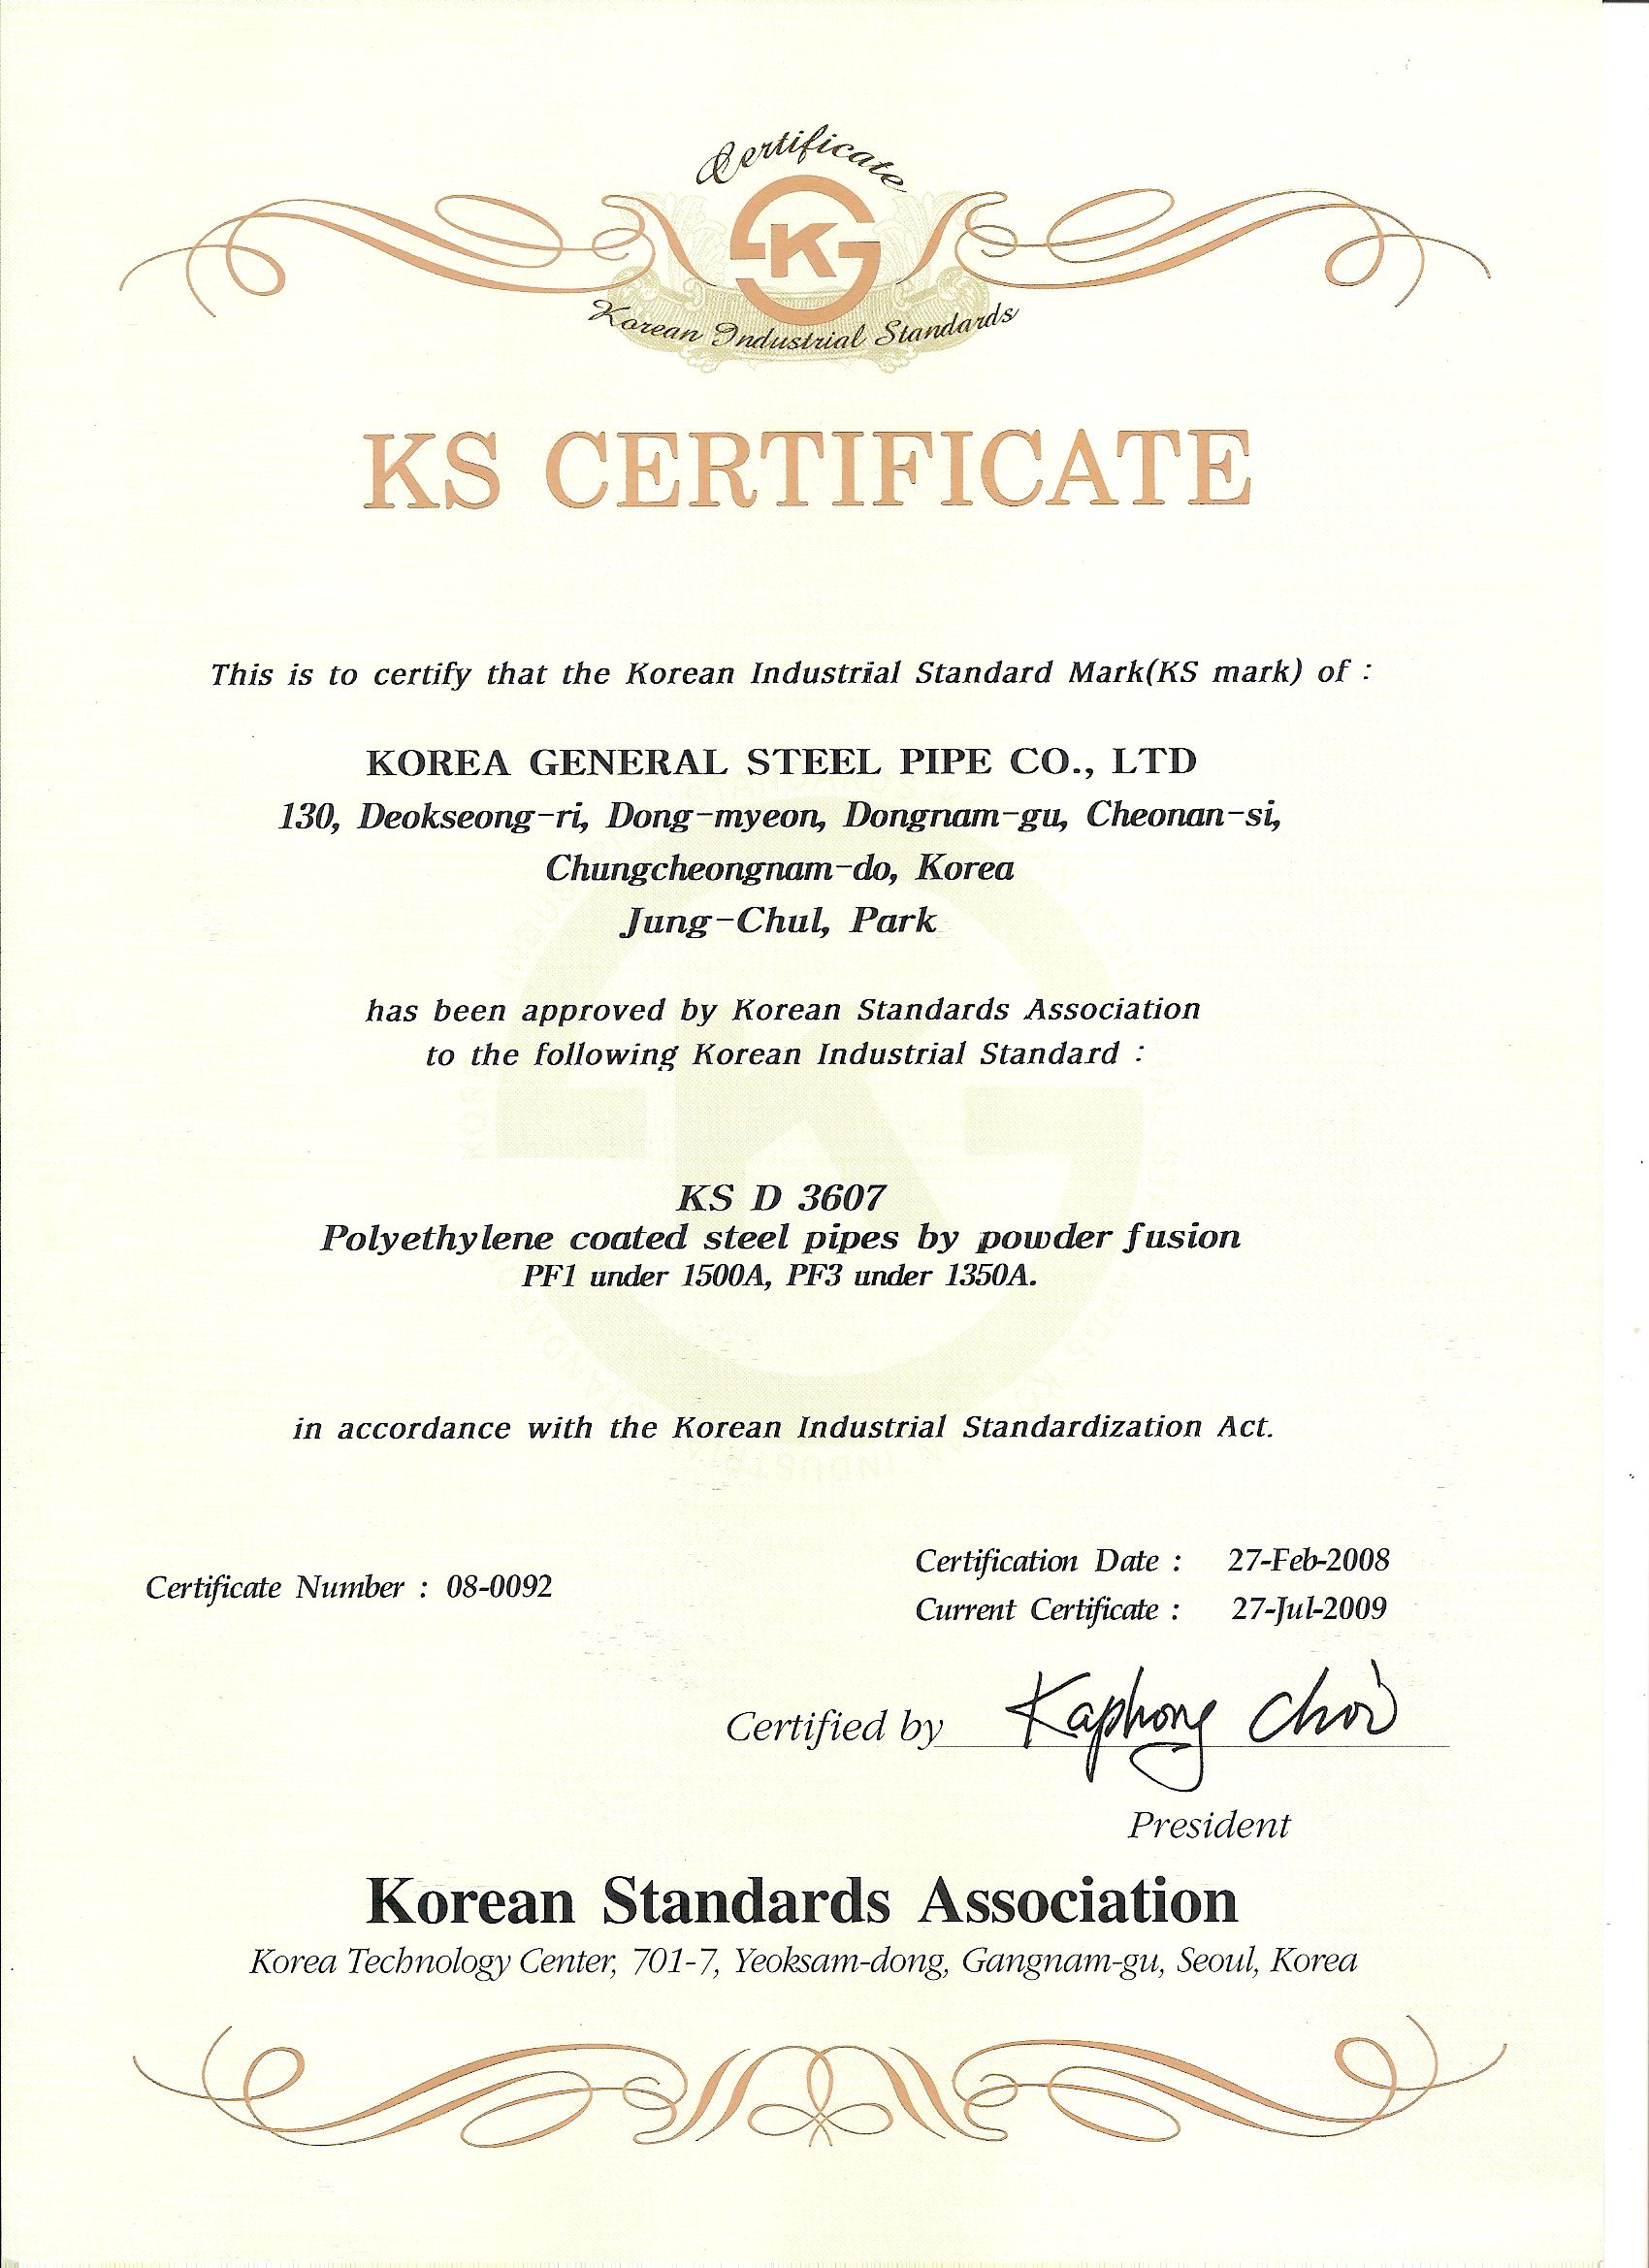 Certificate
K
Korean Industrial Standards
KS CERTIFICATE
This is to certify that the Korean Industrial Standard Mark(KS mark) of :
KOREA GENERAL STEEL PIPE CO., LTD
130, Deokseong-ri, Dong-myeon, Dongnam-gu, Cheonan-si,
Chungcheongnam-do, Korea
Jung-Chul, Park
has been approved by Korean Standards Association
to the following Korean Industrial Standard :
KS D 3607
Polyethylene coated steel pipes by powder fusion
PF1 under 1500A, PF3 under 1350A.
in accordance with the Korean Industrial Standardization Act.
Certificate Number : 08-0092
Certification Date : 27-Feb-2008
Current Certificate : 27-Jul-2009
Certified by Kaphong Choi
President
Korean Standards Association
Korea Technology Center, 701-7, Yeoksam-dong, Gangnam-gu, Seoul, Korea